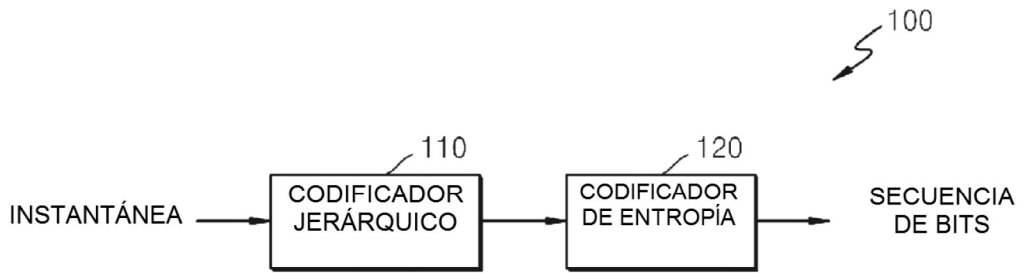 100
110
120
INSTANTÁNEA
CODIFICADOR
JERÁRQUICO
CODIFICADOR
DE ENTROPÍA
SECUENCIA
DE BITS